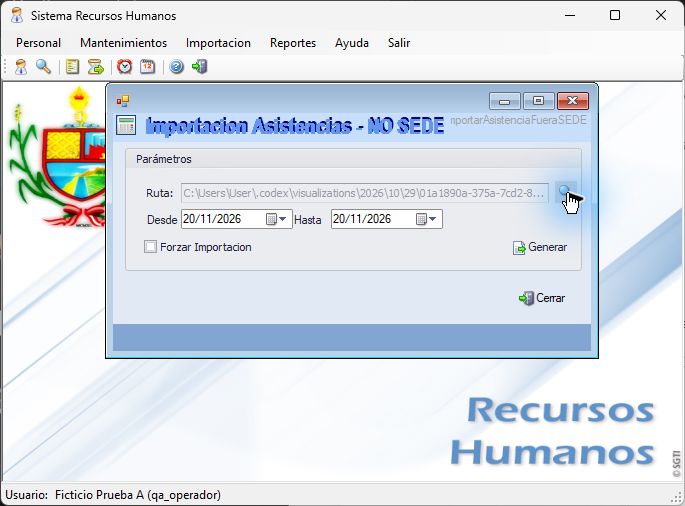 Sistema Recursos Humanos
Personal Mantenimientos Importacion Reportes Ayuda Salir
12
Importacion Asistencias - NO SEDE
nportarAsistenciaFueraSEDE
Parámetros
Ruta: C:\Users\User\.codex\visualizations\2026\10\29\01a1890a-375a-7cd2-8...
Desde 20/11/2026 Hasta 20/11/2026
Forzar Importacion Generar
Cerrar
Recursos
Humanos
© SGTI
Usuario: Ficticio Prueba A (qa_operador)